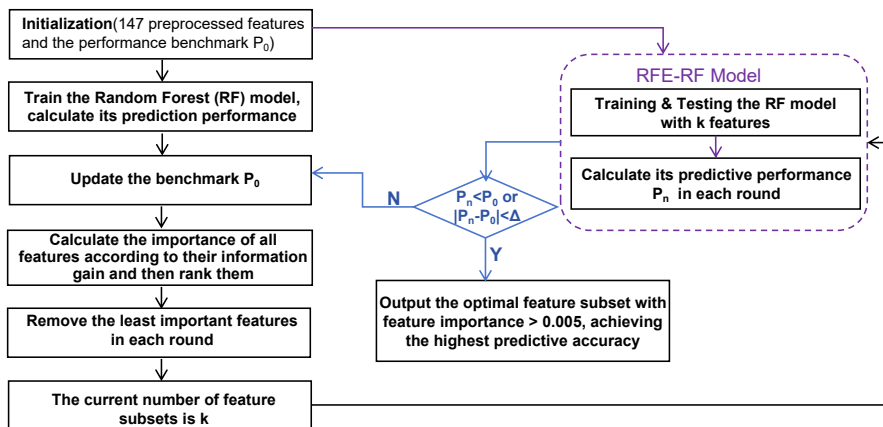 Initialization(147 preprocessed features
and the performance benchmark P₀)
Train the Random Forest (RF) model,
calculate its prediction performance
Update the benchmark P₀
Calculate the importance of all
features according to their information
gain and then rank them
Remove the least important features
in each round
The current number of feature
subsets is k
RFE-RF Model
Training & Testing the RF model
with k features
Calculate its predictive performance
Pₙ in each round
Pₙ<P₀ or
|Pₙ-P₀|<Δ
N
Y
Output the optimal feature subset with
feature importance > 0.005, achieving
the highest predictive accuracy